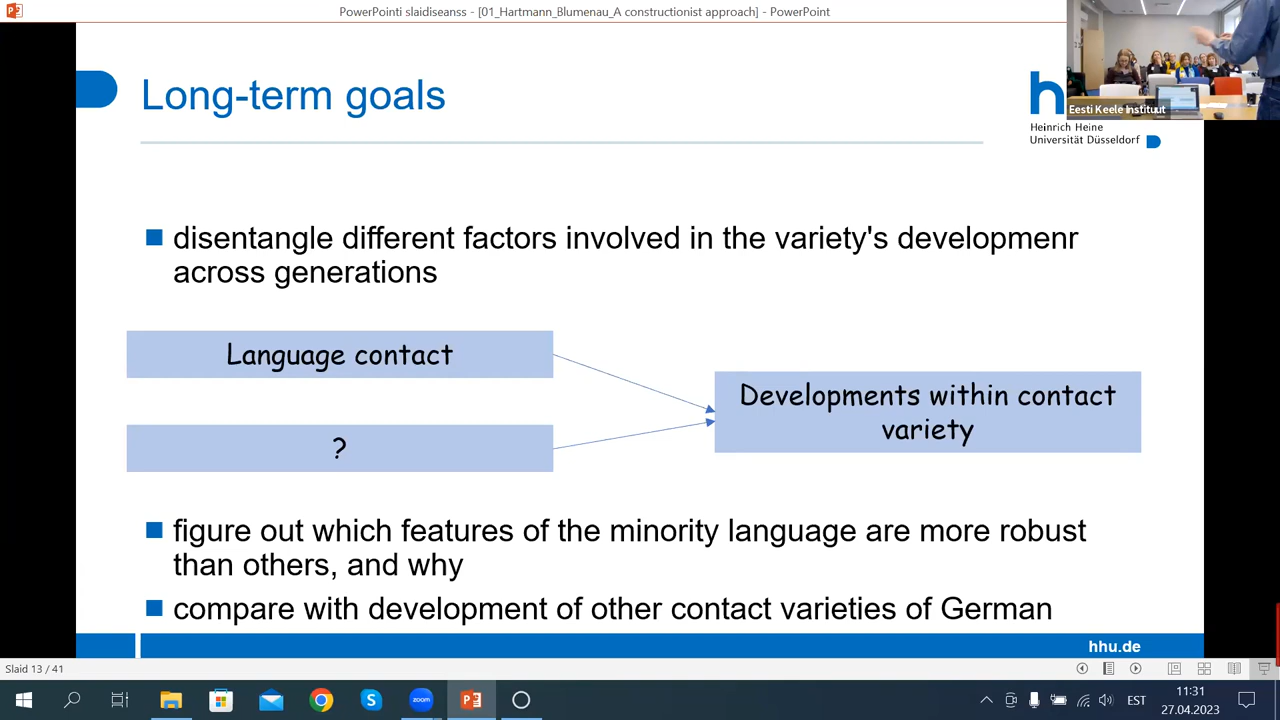 PowerPointi slaidiseanss - [01_Hartmann_Blumenau_A constructionist approach] - PowerPoint
Long-term goals
h
Eesti Keele Instituut
Heinrich Heine
Universität Düsseldorf
disentangle different factors involved in the variety's developmenr
across generations
Language contact
?
Developments within contact
variety
figure out which features of the minority language are more robust
than others, and why
compare with development of other contact varieties of German
hhu.de
Slaid 13 / 41
zoom
EST
11:31
27.04.2023